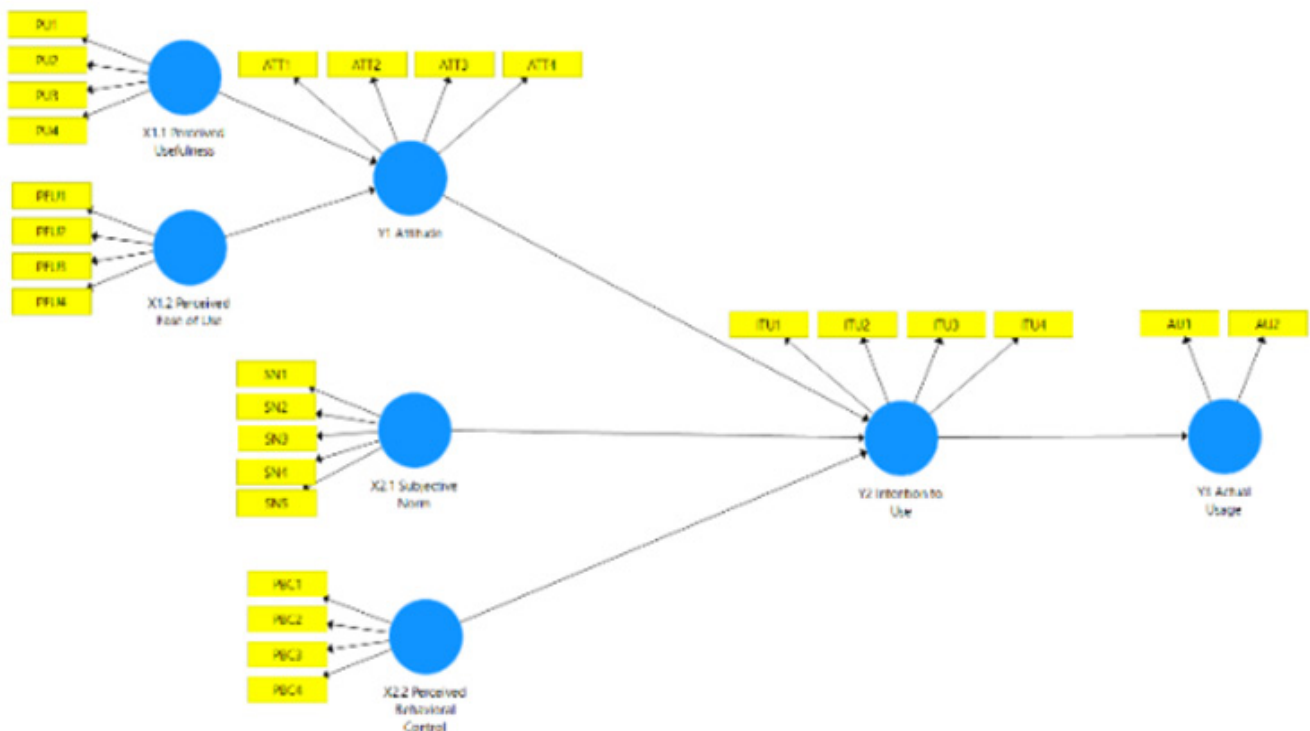 PU1
PU2
PU3
PU4
X1.1 Perceived
Usefulness
ATT1
ATT2
ATT3
ATT4
Y1 Attitude
PEU1
PEU2
PEU3
PEU4
X1.2 Perceived
Ease of Use
SN1
SN2
SN3
SN4
SN5
X2.1 Subjective
Norm
ITU1
ITU2
ITU3
ITU4
Y2 Intention to
Use
AU1
AU2
Y3 Actual
Usage
PBC1
PBC2
PBC3
PBC4
X2.2 Perceived
Behavioral
Control